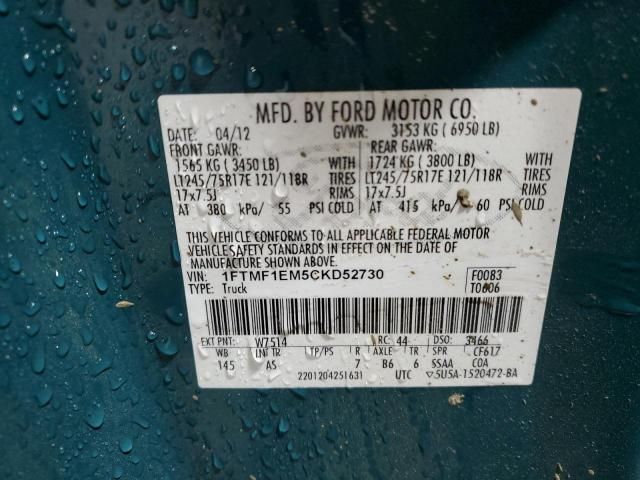 MFD. BY FORD MOTOR CO.
DATE: 04/12 GVWR: 3153 KG ( 6950 LB)
FRONT GAWR: REAR GAWR:
1565 KG ( 3450 LB) WITH 1724 KG ( 3800 LB) WITH
LT245/75R17E 121/118R TIRES LT245/75R17E 121/118R TIRES
17x7.5J RIMS 17x7.5J RIMS
AT 380 kPa/ 55 PSI COLD AT 415 kPa/ 60 PSI COLD
THIS VEHICLE CONFORMS TO ALL APPLICABLE FEDERAL MOTOR
VEHICLE SAFETY STANDARDS IN EFFECT ON THE DATE OF
MANUFACTURE SHOWN ABOVE.
VIN: 1FTMF1EM5CKD52730 F0083
TYPE: Truck T0606
EXT PNT: W7514 RC: 44 DSO: 3466
WB INT TR TP/PS R AXLE TR SPR CF617
145 AS 7 B6 6 SSAA C0A
2201204251631 UTC ▽5U5A-1520472-BA